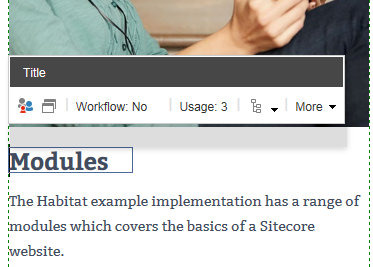 Title
Workflow: No Usage: 3 More
Modules
The Habitat example implementation has a range of
modules which covers the basics of a Sitecore
website.